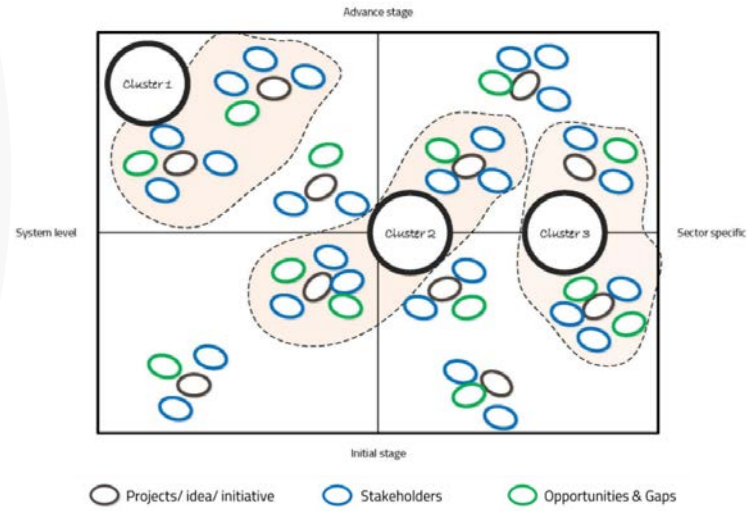 Advance stage
Cluster 1
System level
Cluster 2
Cluster 3
Sector specific
Initial stage
Projects/ idea/ initiative
Stakeholders
Opportunities & Gaps